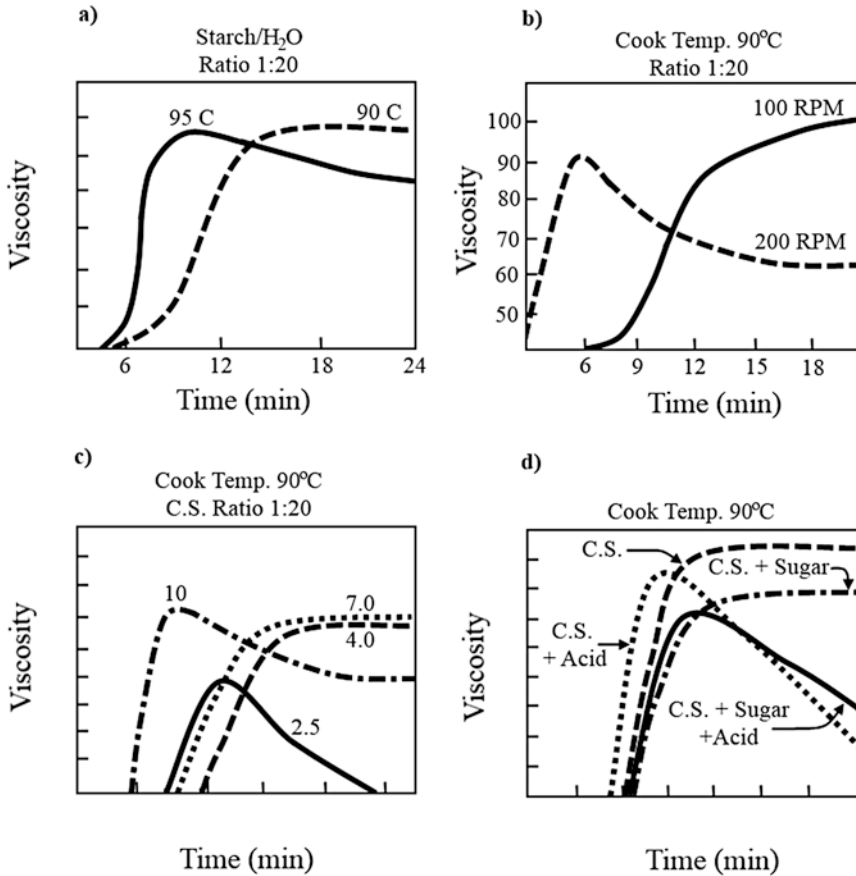 a)
Starch/H₂O
Ratio 1:20
95 C
90 C
Viscosity
6
12
18
24
Time (min)
b)
Cook Temp. 90ºC
Ratio 1:20
100 RPM
100
90
80
70
60
50
200 RPM
Viscosity
6
9
12
15
18
Time (min)
c)
Cook Temp. 90ºC
C.S. Ratio 1:20
10
7.0
4.0
2.5
Viscosity
Time (min)
d)
Cook Temp. 90ºC
C.S.
C.S. + Sugar
C.S.
+ Acid
C.S. + Sugar
+Acid
Viscosity
Time (min)